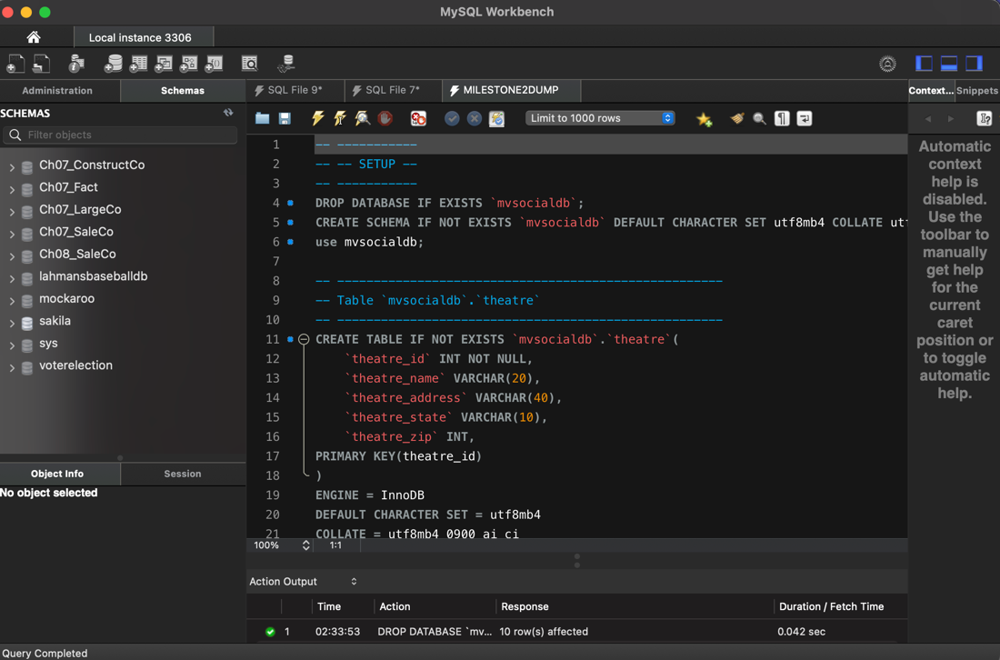 MySQL Workbench
Local instance 3306
Administration
Schemas
SQL File 9*
SQL File 7*
MILESTONE2DUMP
Context...
Snippets
SCHEMAS
Filter objects
Limit to 1000 rows
Ch07_ConstructCo
Ch07_Fact
Ch07_LargeCo
Ch07_SaleCo
Ch08_SaleCo
lahmansbaseballdb
mockaroo
sakila
sys
voterelection
Object Info
Session
No object selected
1 -- -----------
2 -- -- SETUP --
3 -- -----------
4 DROP DATABASE IF EXISTS `mvsocialdb`;
5 CREATE SCHEMA IF NOT EXISTS `mvsocialdb` DEFAULT CHARACTER SET utf8mb4 COLLATE utf
6 use mvsocialdb;
7
8 -- -----------------------------------------------------
9 -- Table `mvsocialdb`.`theatre`
10 -- -----------------------------------------------------
11 CREATE TABLE IF NOT EXISTS `mvsocialdb`.`theatre`(
12 `theatre_id` INT NOT NULL,
13 `theatre_name` VARCHAR(20),
14 `theatre_address` VARCHAR(40),
15 `theatre_state` VARCHAR(10),
16 `theatre_zip` INT,
17 PRIMARY KEY(theatre_id)
18 )
19 ENGINE = InnoDB
20 DEFAULT CHARACTER SET = utf8mb4
21 COLLATE = utf8mb4_0900_ai_ci
100%
1:1
Automatic
context
help is
disabled.
Use the
toolbar to
manually
get help
for the
current
caret
position or
to toggle
automatic
help.
Action Output
Time Action Response Duration / Fetch Time
1 02:33:53 DROP DATABASE `mv... 10 row(s) affected 0.042 sec
Query Completed